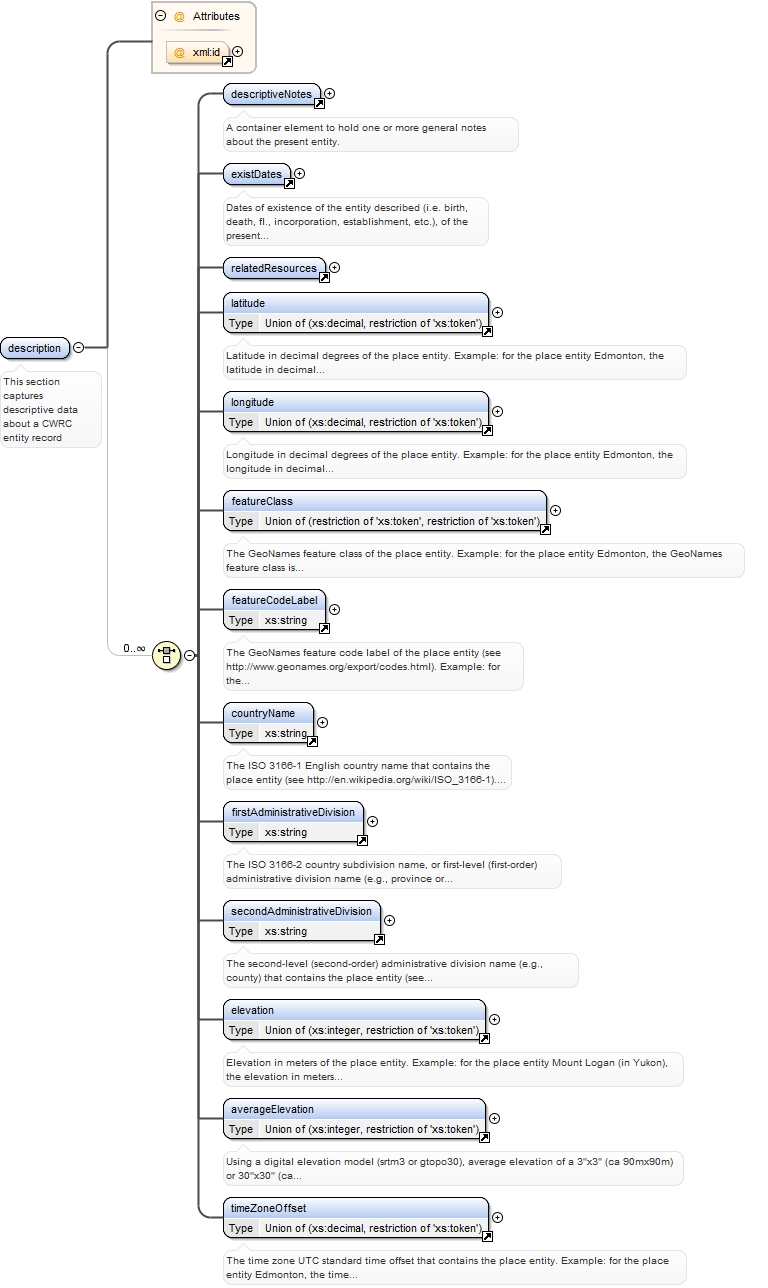 Attributes
@ xml:id
descriptiveNotes
A container element to hold one or more general notes
about the present entity.
existDates
Dates of existence of the entity described (i.e. birth,
death, fl., incorporation, establishment, etc.), of the
present...
relatedResources
latitude
Type Union of (xs:decimal, restriction of 'xs:token')
Latitude in decimal degrees of the place entity. Example: for the place entity Edmonton, the
latitude in decimal...
description
This section
captures
descriptive data
about a CWRC
entity record
longitude
Type Union of (xs:decimal, restriction of 'xs:token')
Longitude in decimal degrees of the place entity. Example: for the place entity Edmonton, the
longitude in decimal...
featureClass
Type Union of (restriction of 'xs:token', restriction of 'xs:token')
The GeoNames feature class of the place entity. Example: for the place entity Edmonton, the GeoNames
feature class is...
featureCodeLabel
Type xs:string
0..∞
The GeoNames feature code label of the place entity (see
http://www.geonames.org/export/codes.html). Example: for
the...
countryName
Type xs:string
The ISO 3166-1 English country name that contains the
place entity (see http://en.wikipedia.org/wiki/ISO_3166-1)....
firstAdministrativeDivision
Type xs:string
The ISO 3166-2 country subdivision name, or first-level (first-order)
administrative division name (e.g., province or...
secondAdministrativeDivision
Type xs:string
The second-level (second-order) administrative division name (e.g.,
county) that contains the place entity (see...
elevation
Type Union of (xs:integer, restriction of 'xs:token')
Elevation in meters of the place entity. Example: for the place entity Mount Logan (in Yukon),
the elevation in meters...
averageElevation
Type Union of (xs:integer, restriction of 'xs:token')
Using a digital elevation model (srtm3 or gtopo30), average elevation of a 3"x3" (ca 90mx90m)
or 30"x30" (ca...
timeZoneOffset
Type Union of (xs:decimal, restriction of 'xs:token')
The time zone UTC standard time offset that contains the place entity. Example: for the place
entity Edmonton, the time...